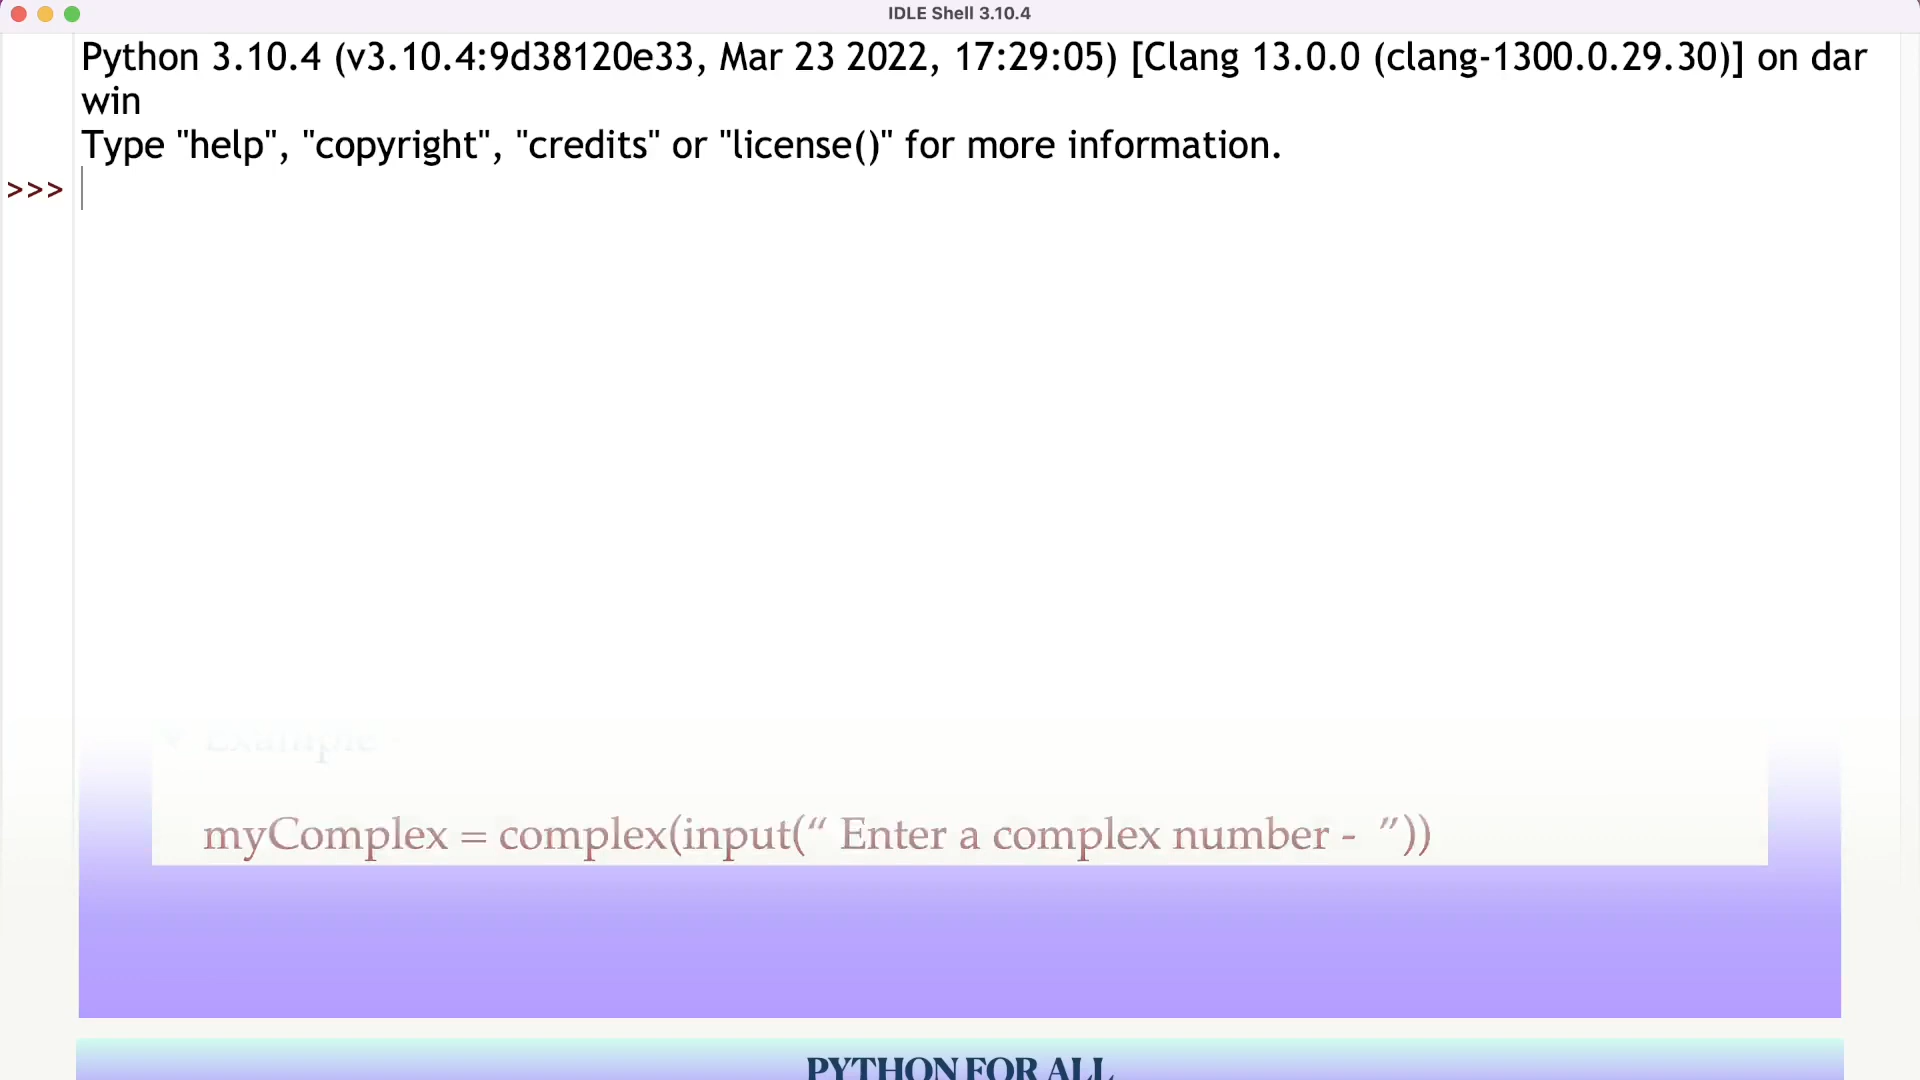 IDLE Shell 3.10.4
Python 3.10.4 (v3.10.4:9d38120e33, Mar 23 2022, 17:29:05) [Clang 13.0.0 (clang-1300.0.29.30)] on dar
win
Type "help", "copyright", "credits" or "license()" for more information.
>>>
Example -
myComplex = complex(input(“ Enter a complex number -  ”))
PYTHON FOR ALL